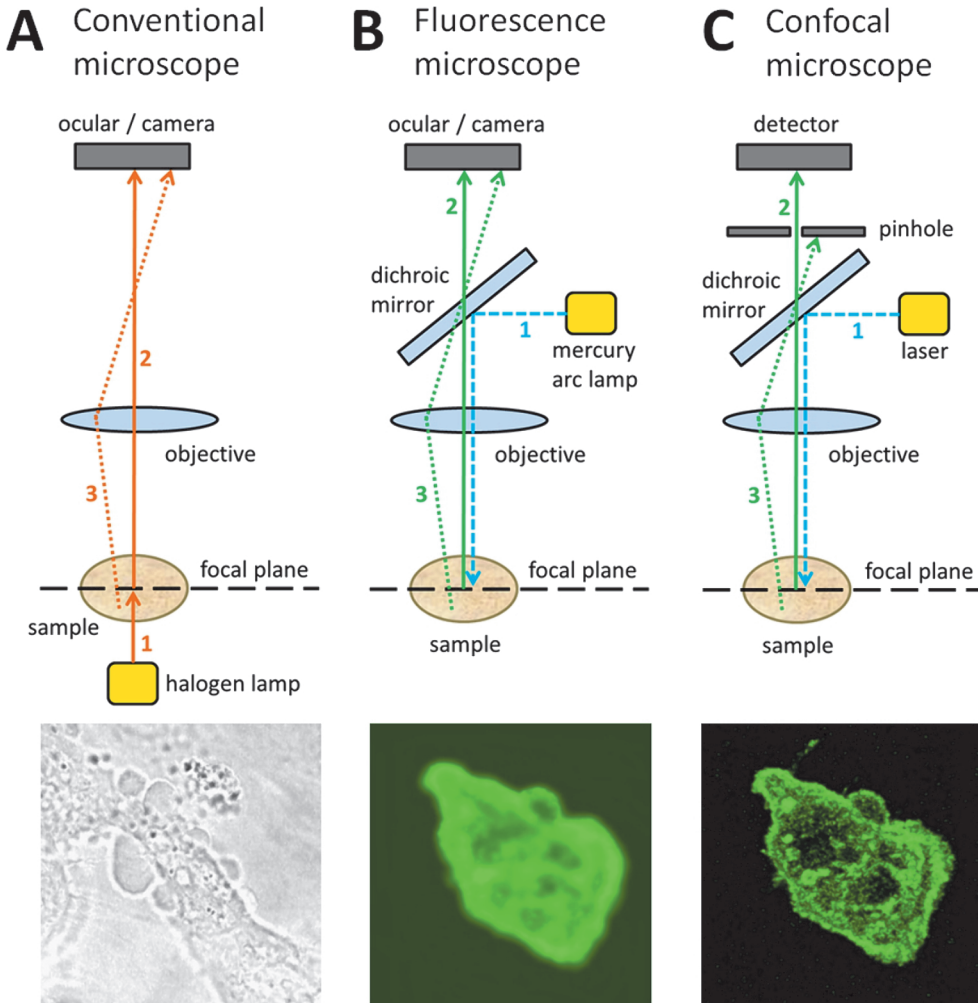 A Conventional
microscope
ocular / camera
2
3
objective
focal plane
sample
1
halogen lamp
B Fluorescence
microscope
ocular / camera
2
dichroic
mirror
1
mercury
arc lamp
objective
3
focal plane
sample
C Confocal
microscope
detector
2
pinhole
dichroic
mirror
1
laser
objective
3
focal plane
sample